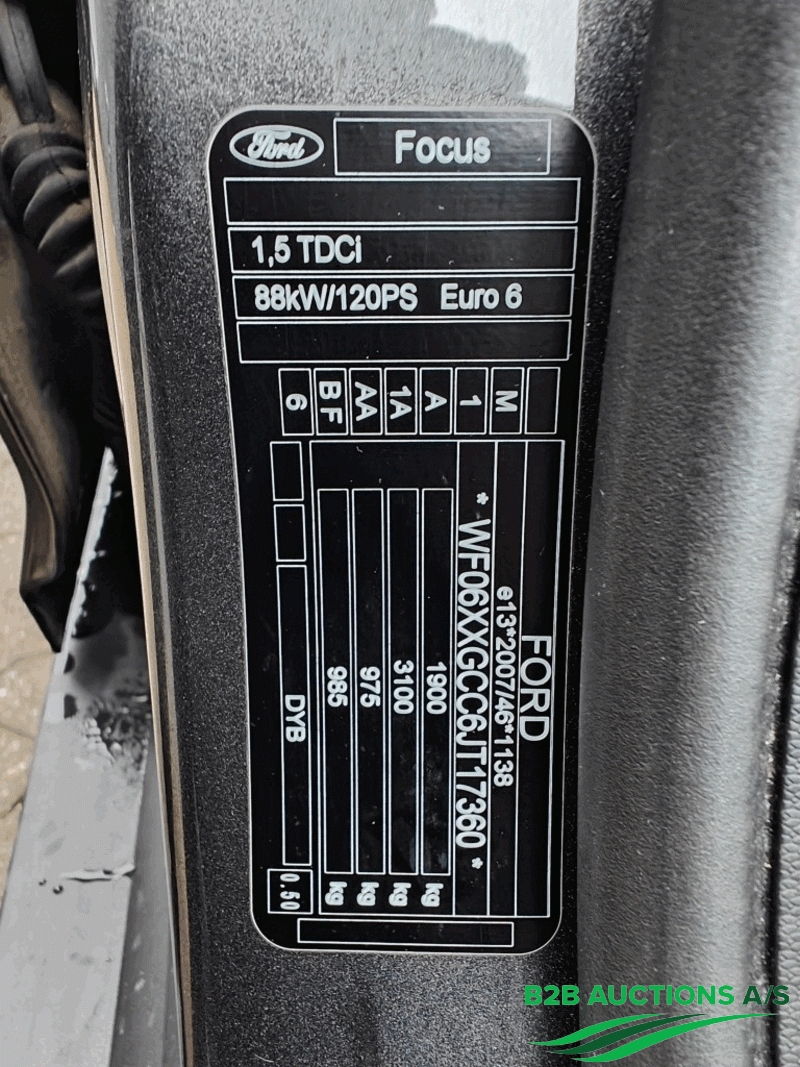 Ford
Focus
1,5 TDCi
88kW/120PS Euro 6
M
1
A
1A
AA
BF
6
FORD
e13*2007/46*1138
* WF06XXGCC6JT17360 *
1900 kg
3100 kg
975 kg
985 kg
DYB 0.50
B2B AUCTIONS A/S